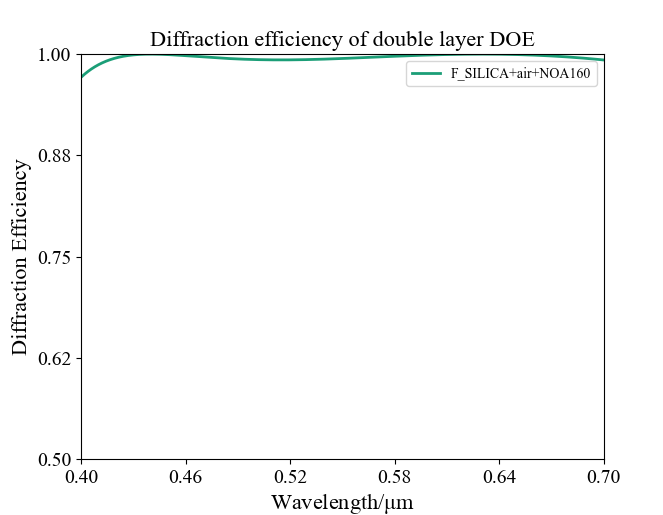 Diffraction efficiency of double layer DOE
1.00
F_SILICA+air+NOA160
0.88
0.75
0.62
0.50
Diffraction Efficiency
0.40 0.46 0.52 0.58 0.64 0.70
Wavelength/μm